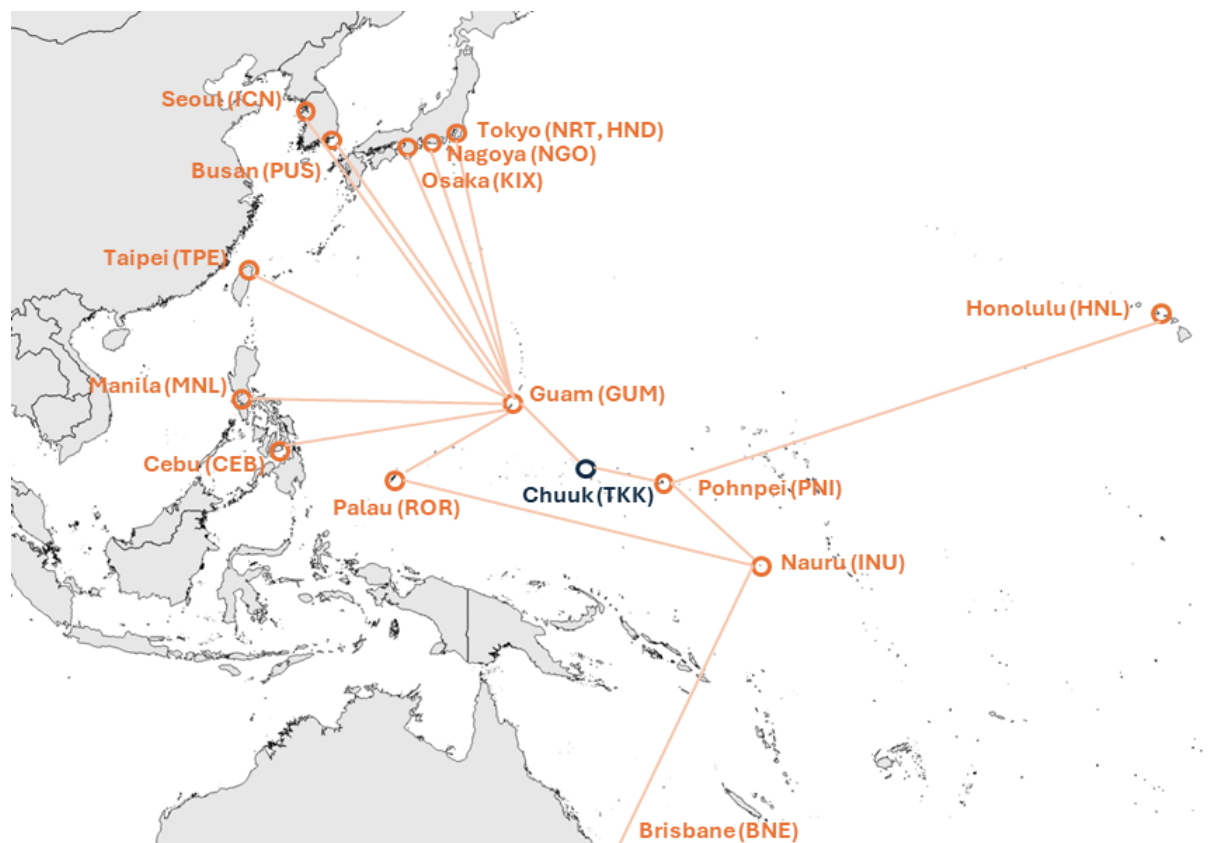 Seoul (ICN)
Tokyo (NRT, HND)
Nagoya (NGO)
Busan (PUS)
Osaka (KIX)
Taipei (TPE)
Honolulu (HNL)
Manila (MNL)
Guam (GUM)
Cebu (CEB)
Chuuk (TKK)
Pohnpei (PNI)
Palau (ROR)
Nauru (INU)
Brisbane (BNE)